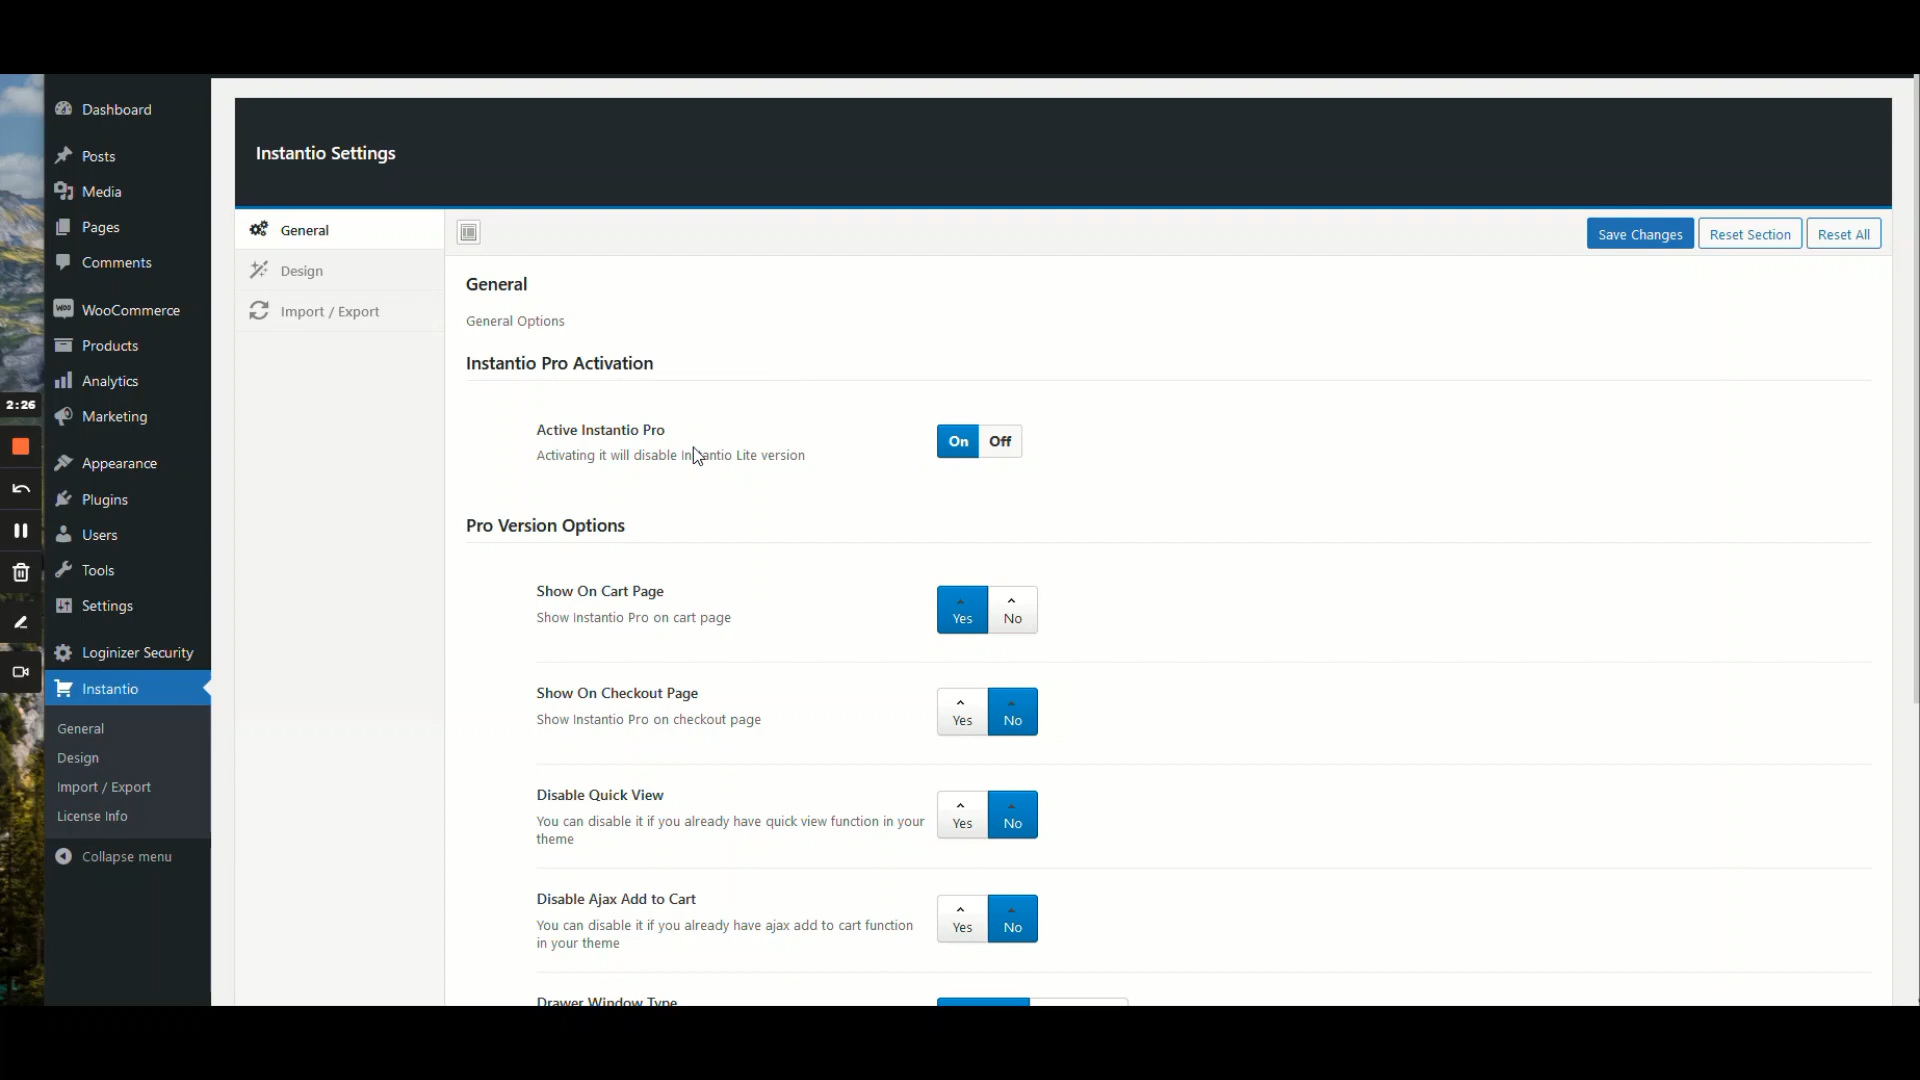 Dashboard
Posts
Media
Pages
Comments
WooCommerce
Products
Analytics
Marketing
Appearance
Plugins
Users
Tools
Settings
Loginizer Security
Instantio
General
Design
Import / Export
License Info
Collapse menu
2:26
Instantio Settings
General
Design
Import / Export
Save Changes
Reset Section
Reset All
General
General Options
Instantio Pro Activation
Active Instantio Pro
Activating it will disable Instantio Lite version
On
Off
Pro Version Options
Show On Cart Page
Show Instantio Pro on cart page
Yes
No
Show On Checkout Page
Show Instantio Pro on checkout page
Yes
No
Disable Quick View
You can disable it if you already have quick view function in your
theme
Yes
No
Disable Ajax Add to Cart
You can disable it if you already have ajax add to cart function
in your theme
Yes
No
Drawer Window Type